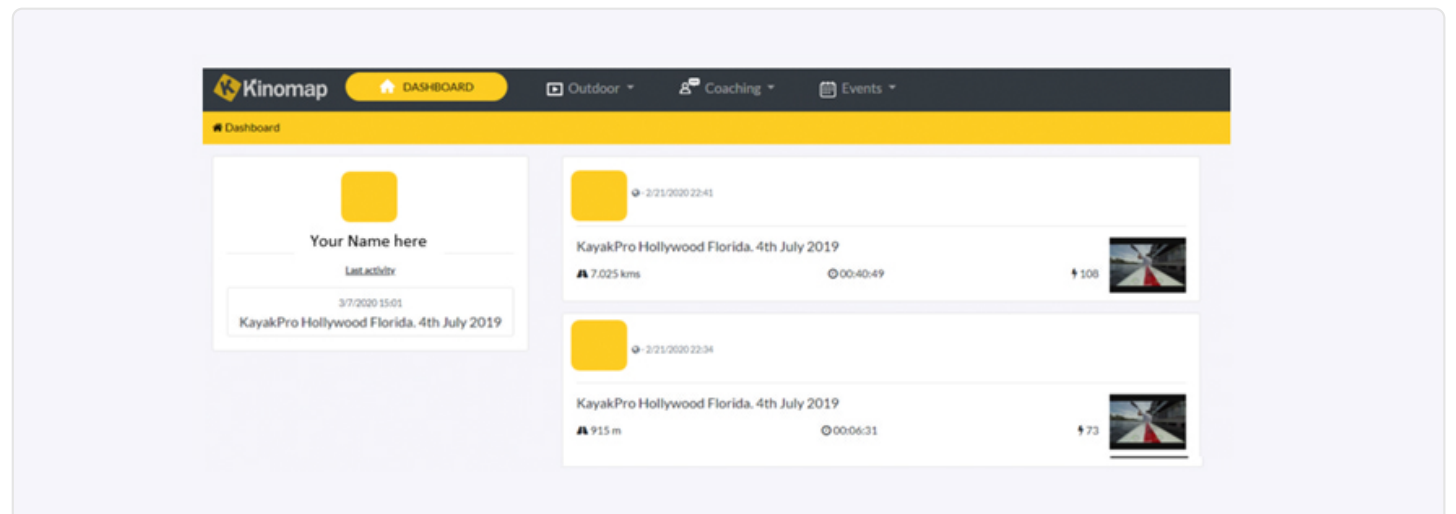 Kinomap DASHBOARD Outdoor Coaching Events
Dashboard
Your Name here
Last activity
3/7/2020 15:01
KayakPro Hollywood Florida. 4th July 2019
- 2/21/2020 22:41
KayakPro Hollywood Florida. 4th July 2019
7.025 kms 00:40:49 108
- 2/21/2020 22:34
KayakPro Hollywood Florida. 4th July 2019
915 m 00:06:31 73